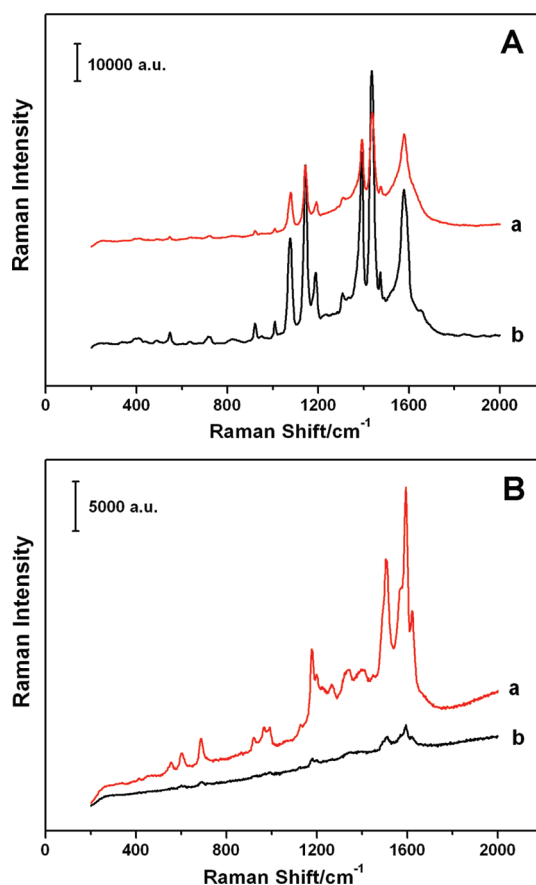 A
10000 a.u.
Raman Intensity
a
b
0 400 800 1200 1600 2000
Raman Shift/cm⁻¹
B
5000 a.u.
Raman Intensity
a
b
0 400 800 1200 1600 2000
Raman Shift/cm⁻¹